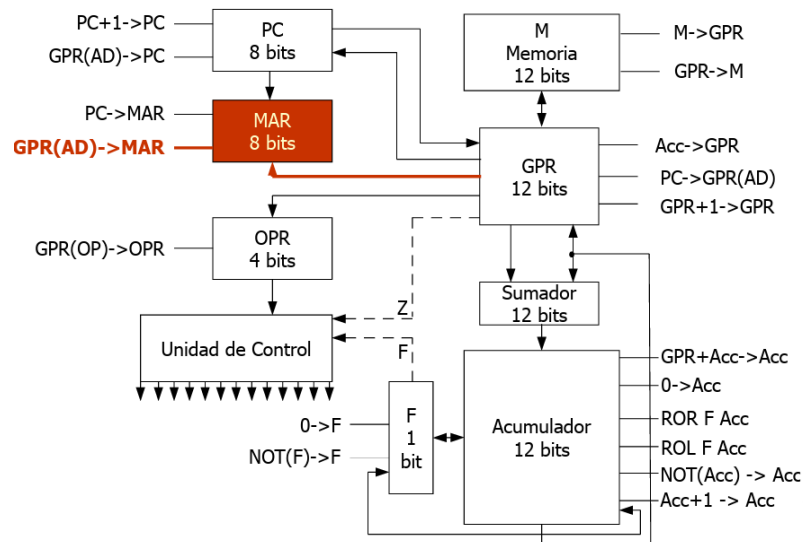 PC+1->PC
GPR(AD)->PC
PC
8 bits
M
Memoria
12 bits
M->GPR
GPR->M
PC->MAR
GPR(AD)->MAR
MAR
8 bits
GPR
12 bits
Acc->GPR
PC->GPR(AD)
GPR+1->GPR
GPR(OP)->OPR
OPR
4 bits
Sumador
12 bits
Z
F
Unidad de Control
0->F
NOT(F)->F
F
1
bit
Acumulador
12 bits
GPR+Acc->Acc
0->Acc
ROR F Acc
ROL F Acc
NOT(Acc) -> Acc
Acc+1 -> Acc